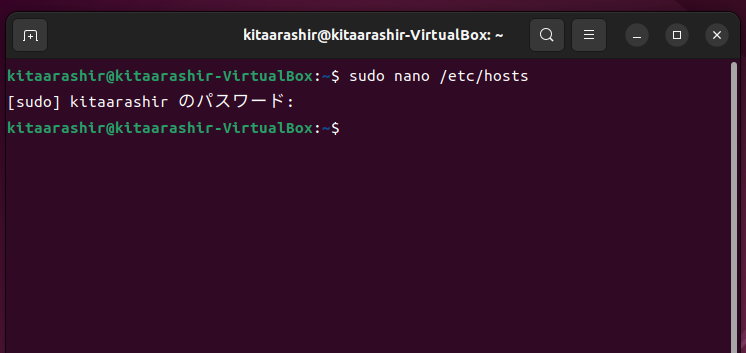 kitaarashir@kitaarashir-VirtualBox: ~
kitaarashir@kitaarashir-VirtualBox:~$ sudo nano /etc/hosts
[sudo] kitaarashir のパスワード:
kitaarashir@kitaarashir-VirtualBox:~$